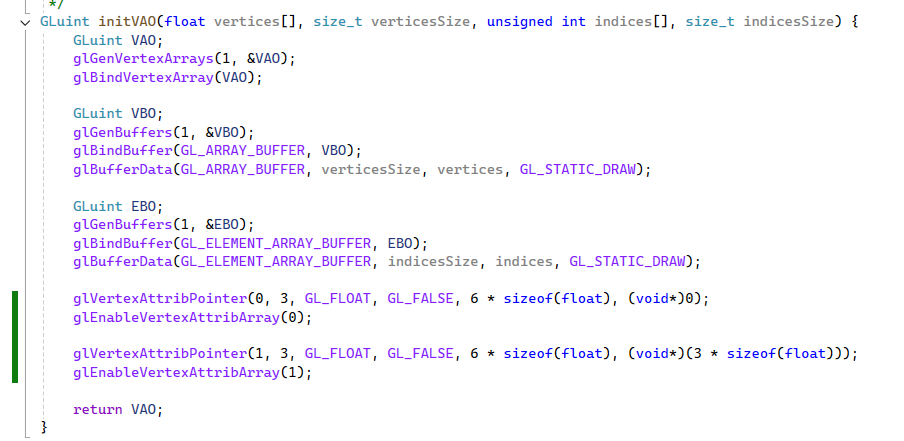 */
GLuint initVAO(float vertices[], size_t verticesSize, unsigned int indices[], size_t indicesSize) {
GLuint VAO;
glGenVertexArrays(1, &VAO);
glBindVertexArray(VAO);
GLuint VBO;
glGenBuffers(1, &VBO);
glBindBuffer(GL_ARRAY_BUFFER, VBO);
glBufferData(GL_ARRAY_BUFFER, verticesSize, vertices, GL_STATIC_DRAW);
GLuint EBO;
glGenBuffers(1, &EBO);
glBindBuffer(GL_ELEMENT_ARRAY_BUFFER, EBO);
glBufferData(GL_ELEMENT_ARRAY_BUFFER, indicesSize, indices, GL_STATIC_DRAW);
glVertexAttribPointer(0, 3, GL_FLOAT, GL_FALSE, 6 * sizeof(float), (void*)0);
glEnableVertexAttribArray(0);
glVertexAttribPointer(1, 3, GL_FLOAT, GL_FALSE, 6 * sizeof(float), (void*)(3 * sizeof(float)));
glEnableVertexAttribArray(1);
return VAO;
}